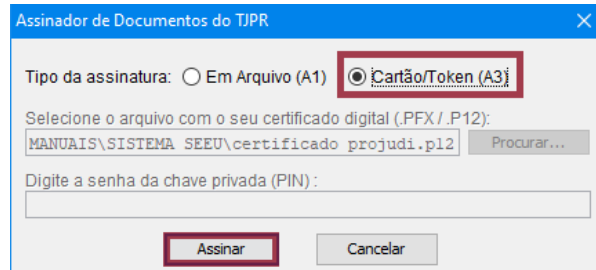 Assinador de Documentos do TJPR
Tipo da assinatura: Em Arquivo (A1) Cartão/Token (A3)
Selecione o arquivo com o seu certificado digital (.PFX / .P12):
MANUAIS\SISTEMA SEEU\certificado projudi.p12 Procurar...
Digite a senha da chave privada (PIN) :
Assinar Cancelar